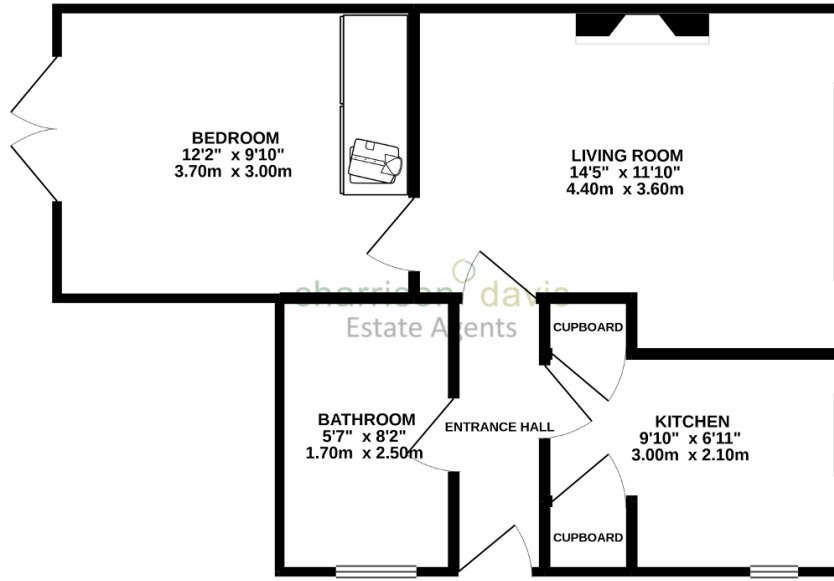 BEDROOM
12'2" x 9'10"
3.70m x 3.00m
LIVING ROOM
14'5" x 11'10"
4.40m x 3.60m
charrison davis
Estate Agents
CUPBOARD
BATHROOM
5'7" x 8'2"
1.70m x 2.50m
ENTRANCE HALL
KITCHEN
9'10" x 6'11"
3.00m x 2.10m
CUPBOARD